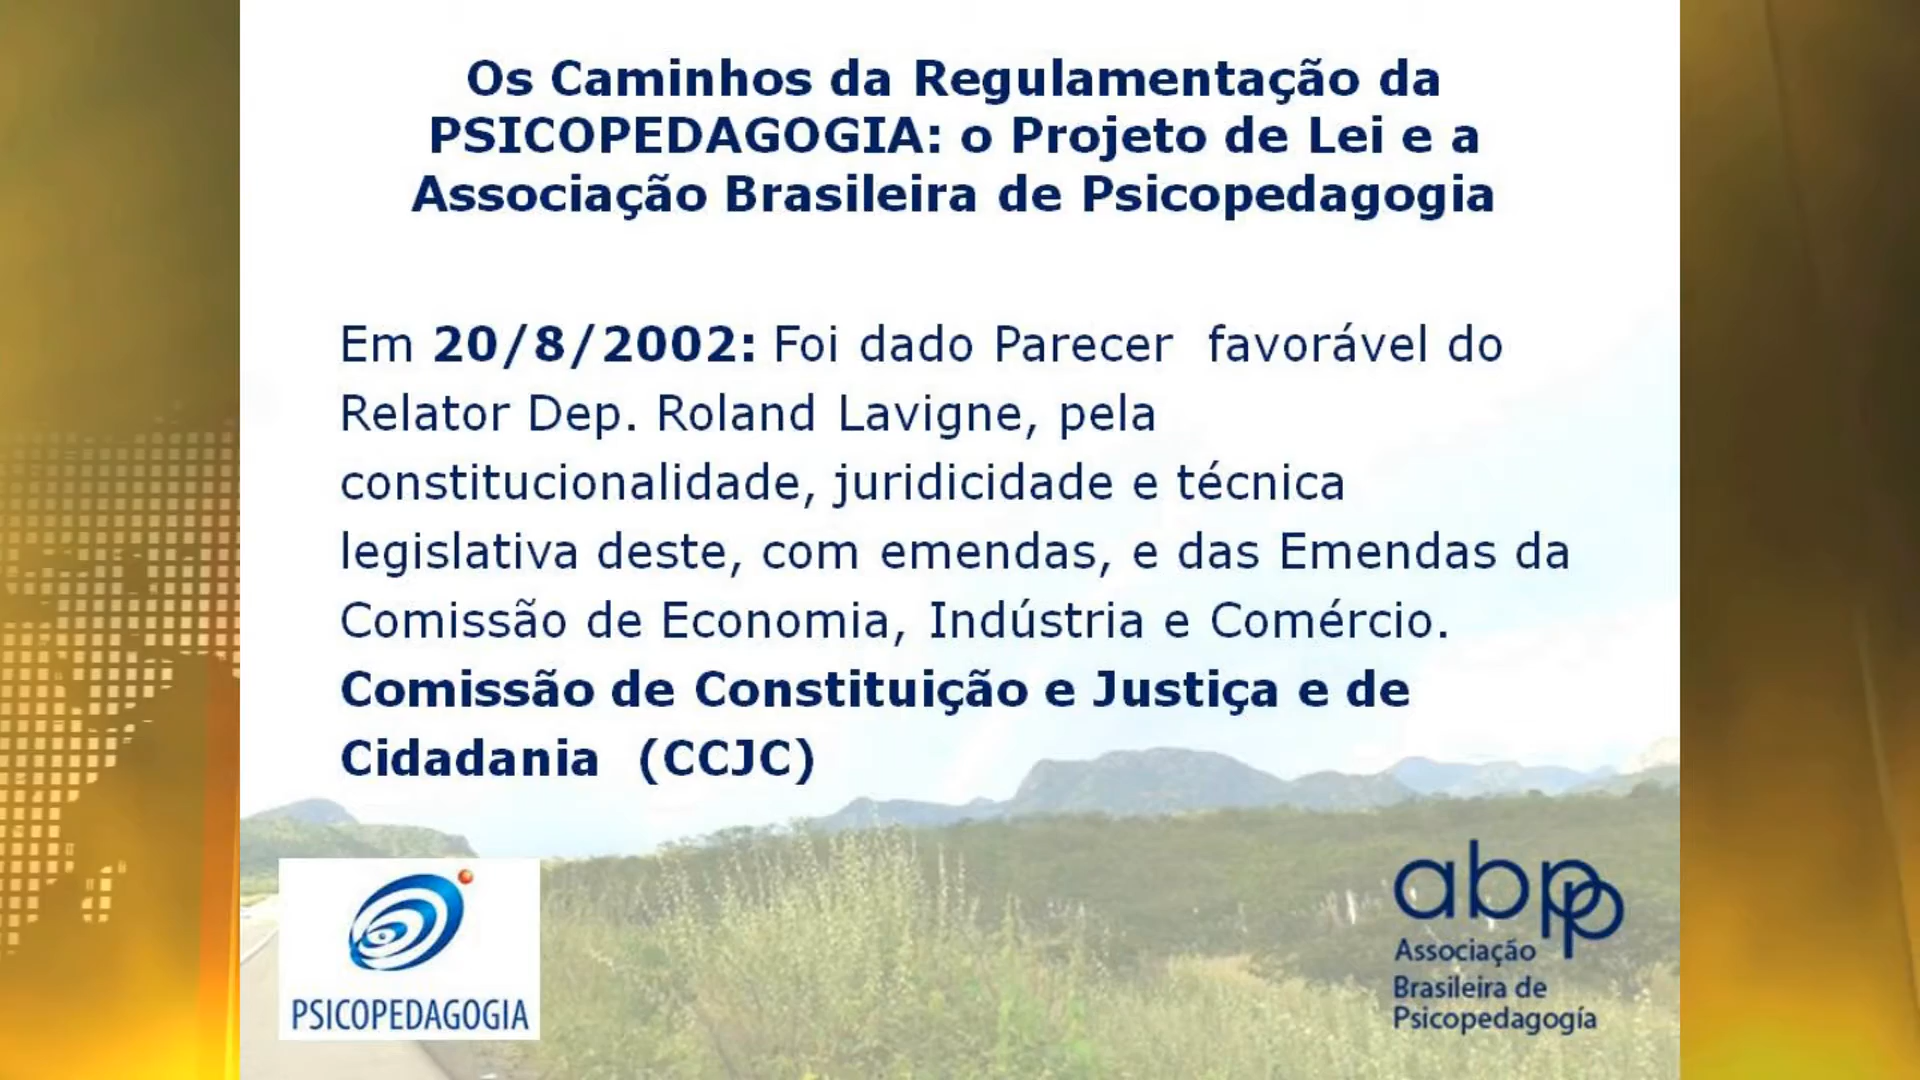 Os Caminhos da Regulamentação da
PSICOPEDAGOGIA: o Projeto de Lei e a
Associação Brasileira de Psicopedagogia
Em 20/8/2002: Foi dado Parecer favorável do
Relator Dep. Roland Lavigne, pela
constitucionalidade, juridicidade e técnica
legislativa deste, com emendas, e das Emendas da
Comissão de Economia, Indústria e Comércio.
Comissão de Constituição e Justiça e de
Cidadania (CCJC)
PSICOPEDAGOGIA
abpp
Associação
Brasileira de
Psicopedagogia